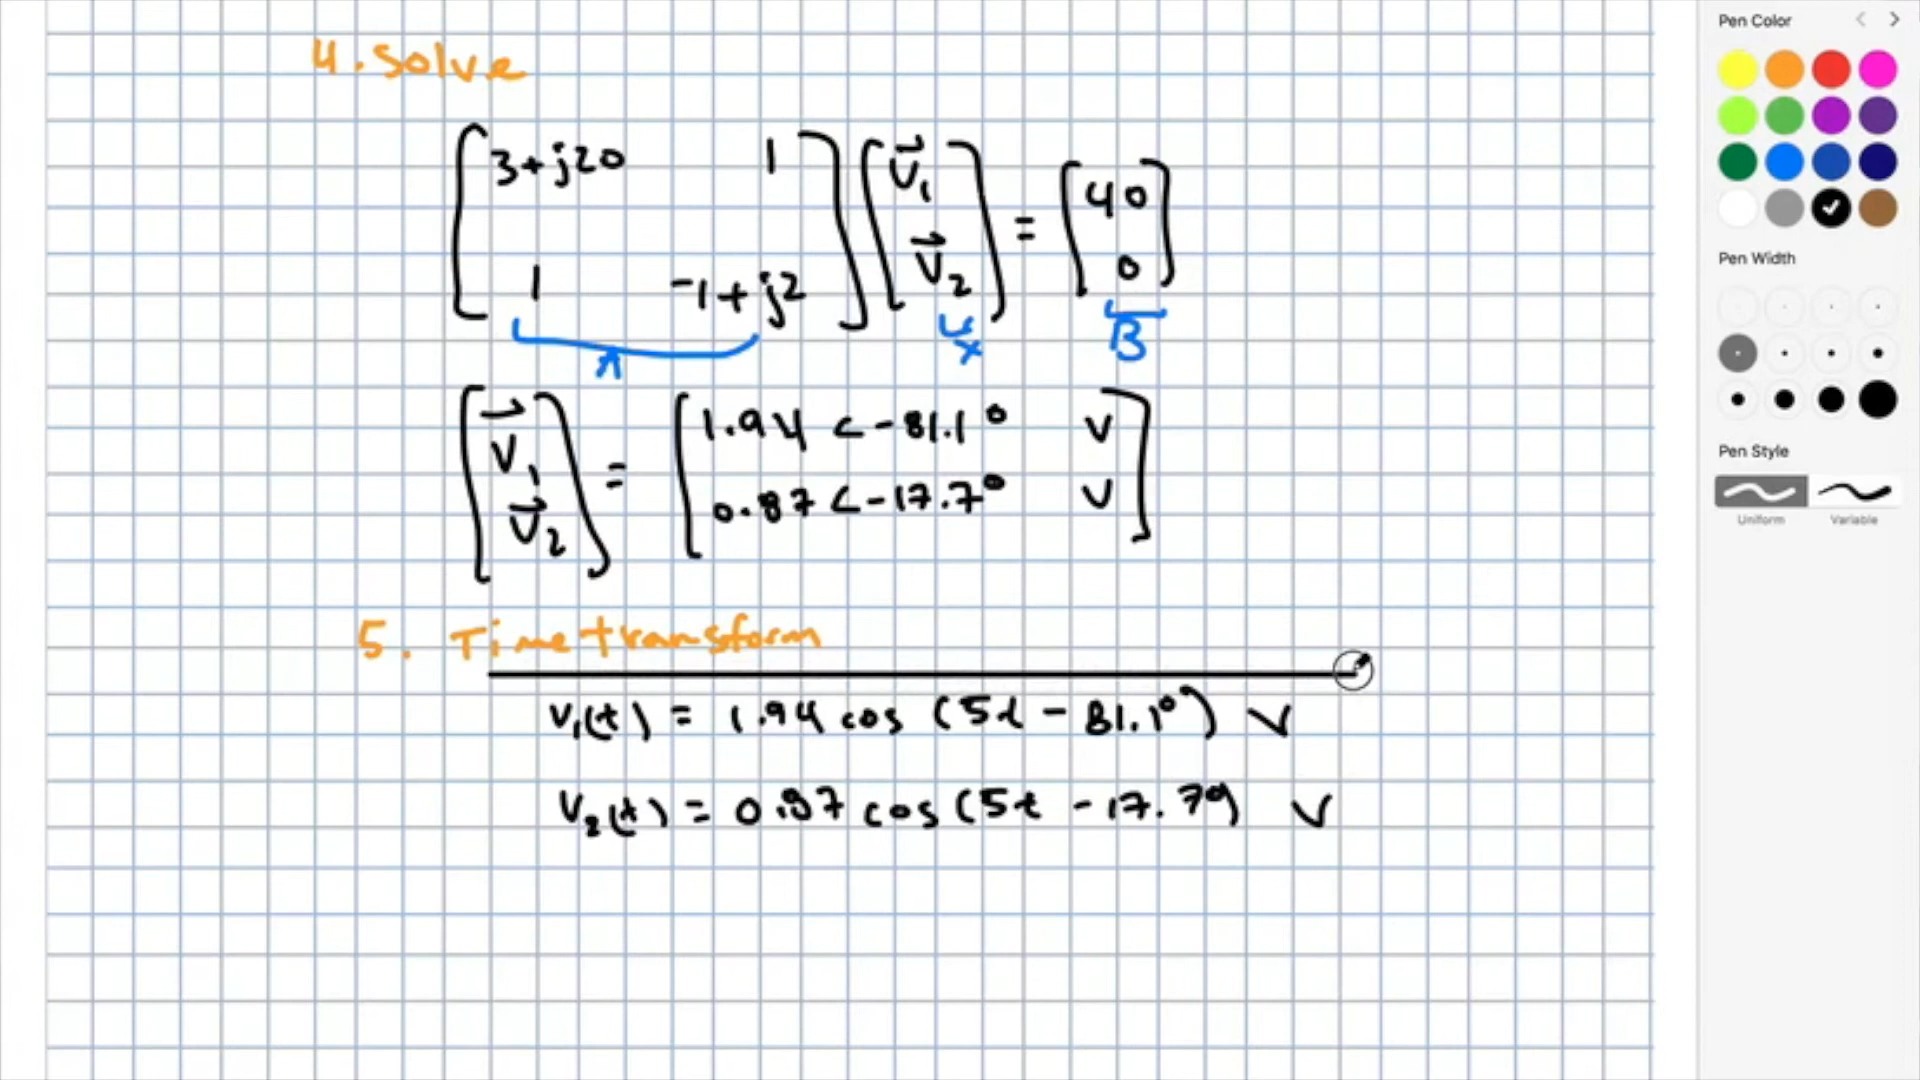 4. Solve
3+j20 1
1 -1+j2
V1
V2
=
40
0
A
x
B
V1
V2
=
1.94 < -81.1° V
0.87 < -17.7° V
5. Time transform
v1(t) = 1.94 cos (5t - 81.1°) V
v2(t) = 0.87 cos (5t - 17.7°) V
Pen Color
Pen Width
Pen Style
Uniform
Variable